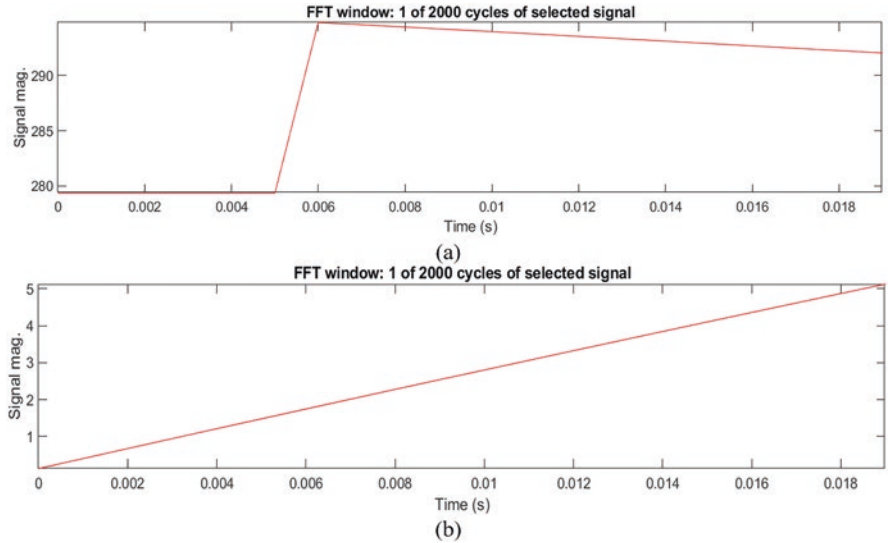 FFT window: 1 of 2000 cycles of selected signal
Signal mag.
290
285
280
0 0.002 0.004 0.006 0.008 0.01 0.012 0.014 0.016 0.018
Time (s)
(a)
FFT window: 1 of 2000 cycles of selected signal
Signal mag.
5
4
3
2
1
0 0.002 0.004 0.006 0.008 0.01 0.012 0.014 0.016 0.018
Time (s)
(b)